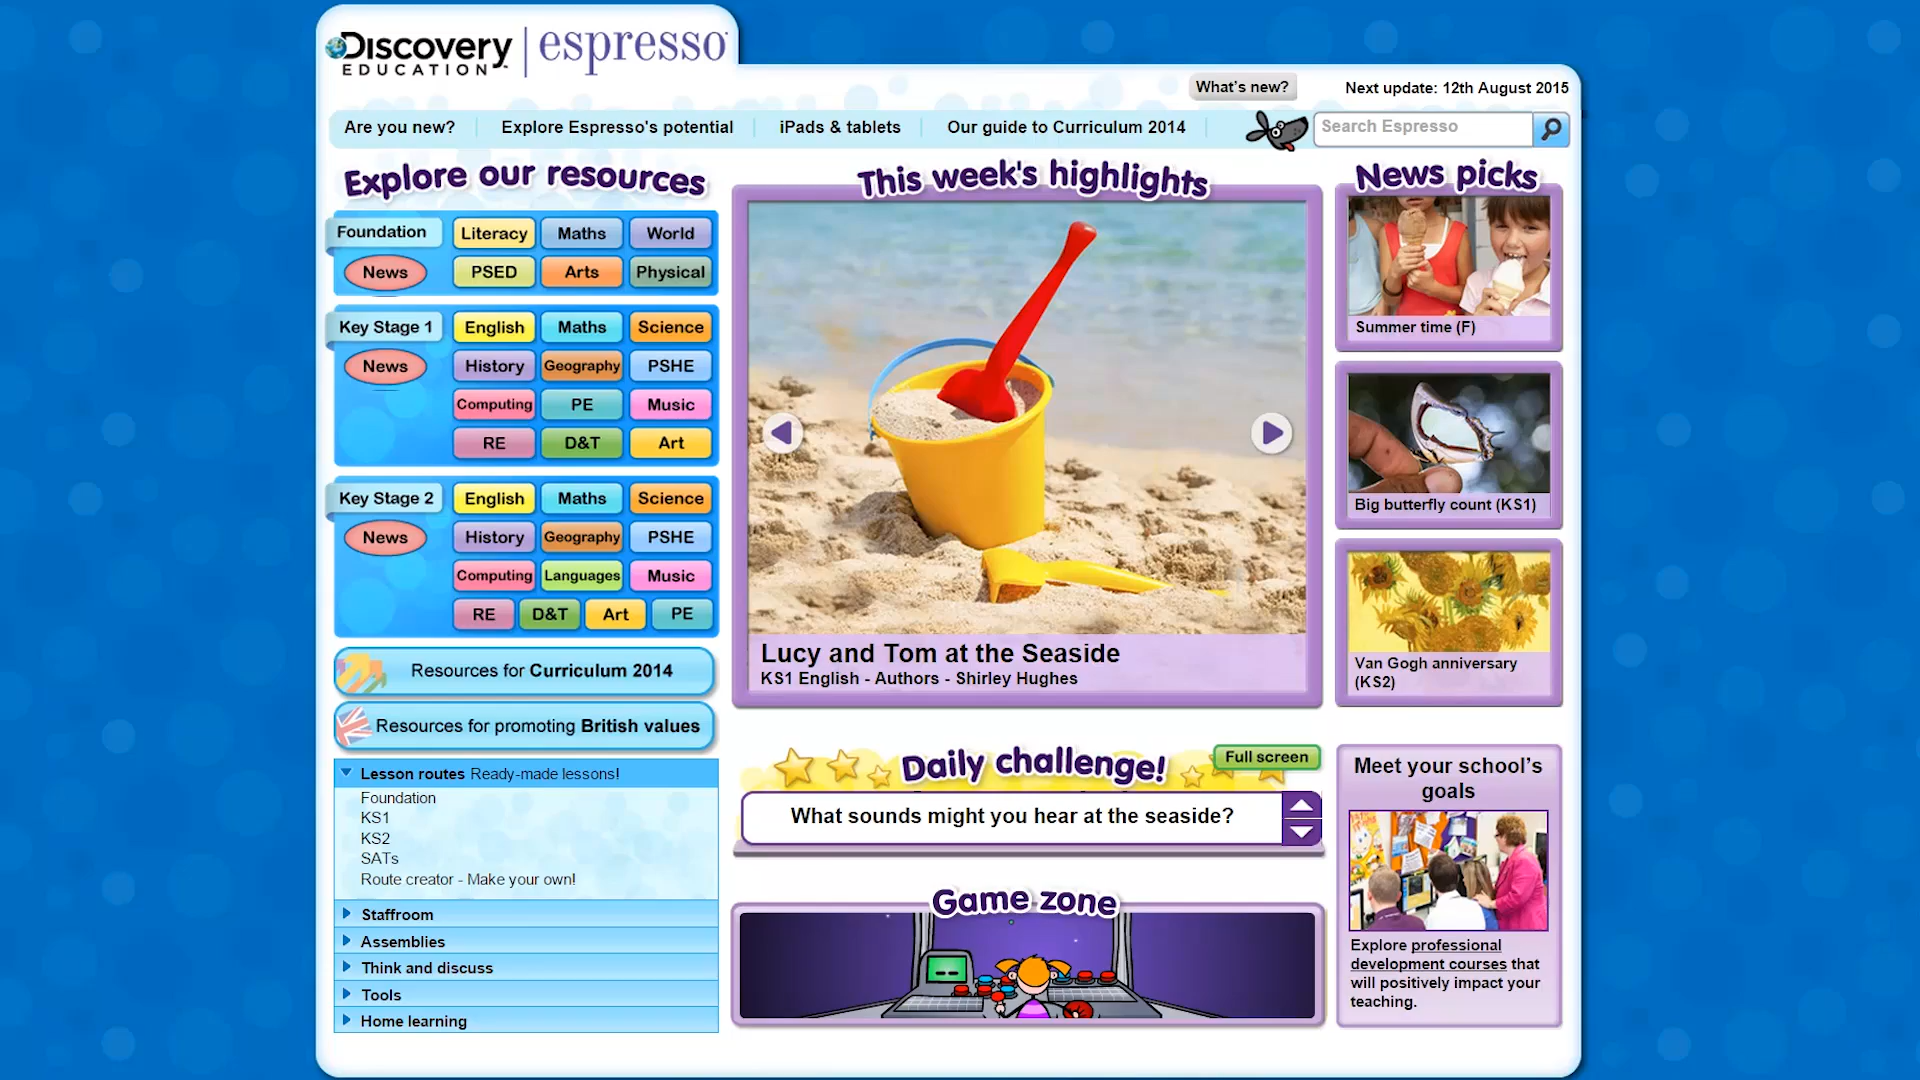 Discovery
EDUCATION
espresso
What's new?
Next update: 12th August 2015
Are you new?
Explore Espresso's potential
iPads & tablets
Our guide to Curriculum 2014
Search Espresso
Explore our resources
Foundation
Literacy
Maths
World
News
PSED
Arts
Physical
Key Stage 1
English
Maths
Science
News
History
Geography
PSHE
Computing
PE
Music
RE
D&T
Art
Key Stage 2
English
Maths
Science
News
History
Geography
PSHE
Computing
Languages
Music
RE
D&T
Art
PE
Resources for Curriculum 2014
Resources for promoting British values
Lesson routes Ready-made lessons!
Foundation
KS1
KS2
SATs
Route creator - Make your own!
Staffroom
Assemblies
Think and discuss
Tools
Home learning
This week's highlights
Lucy and Tom at the Seaside
KS1 English - Authors - Shirley Hughes
Daily challenge!
Full screen
What sounds might you hear at the seaside?
Game zone
News picks
Summer time (F)
Big butterfly count (KS1)
Van Gogh anniversary
(KS2)
Meet your school's
goals
Explore professional
development courses that
will positively impact your
teaching.